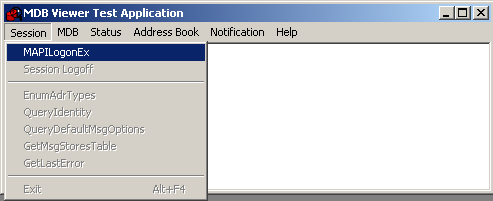 MDB Viewer Test Application
Session MDB Status Address Book Notification Help
MAPILogonEx
Session Logoff
EnumAdrTypes
QueryIdentity
QueryDefaultMsgOptions
GetMsgStoresTable
GetLastError
Exit Alt+F4